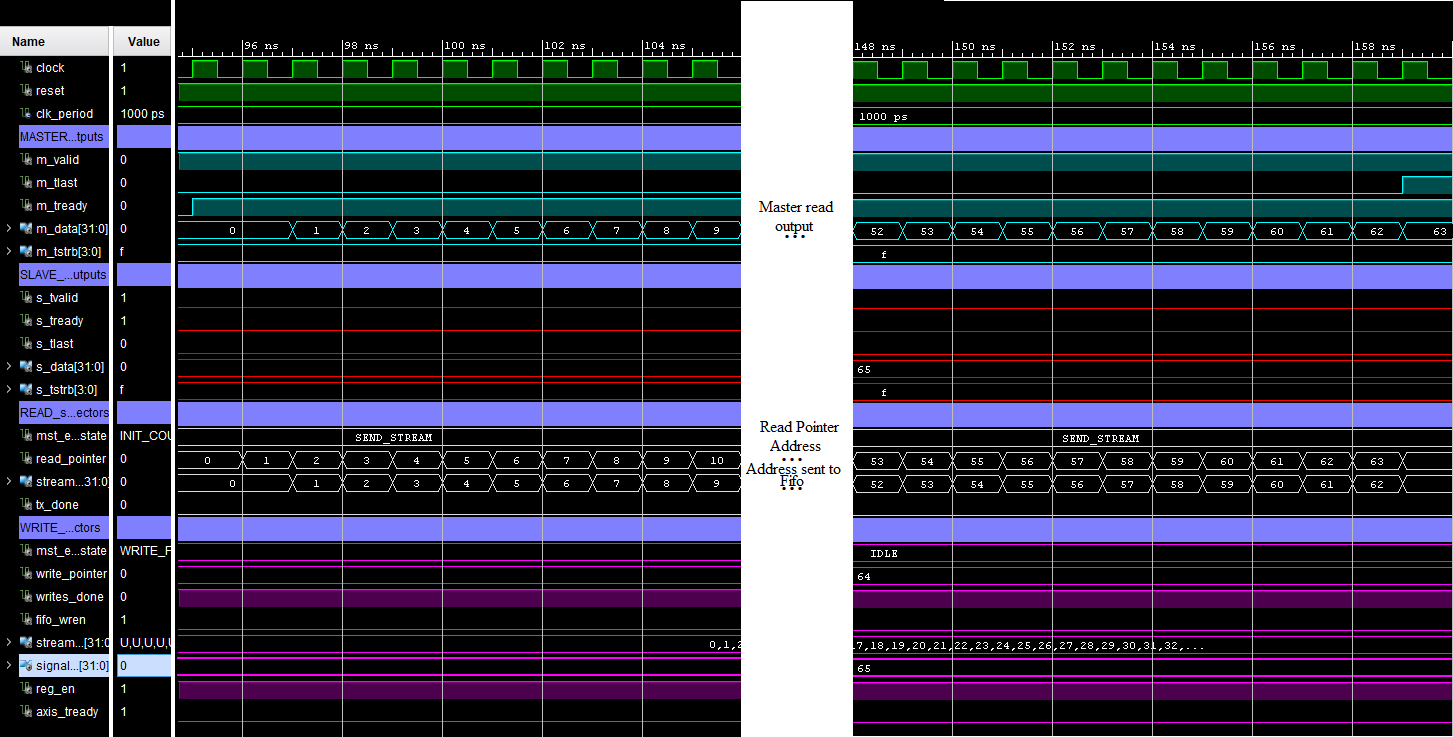 Name Value
96 ns 98 ns 100 ns 102 ns 104 ns 148 ns 150 ns 152 ns 154 ns 156 ns 158 ns
clock 1
reset 1
clk_period 1000 ps 1000 ps
MASTER...tputs
m_valid 0
m_tlast 0
m_tready 0
Master read
output
...
m_data[31:0] 0 0 1 2 3 4 5 6 7 8 9 52 53 54 55 56 57 58 59 60 61 62 63
m_tstrb[3:0] f f
SLAVE_...utputs
s_tvalid 1
s_tready 1
s_tlast 0
s_data[31:0] 0 65
s_tstrb[3:0] f f
READ_s...ectors
Read Pointer
Address
...
mst_e...state INIT_COU SEND_STREAM SEND_STREAM
read_pointer 0 0 1 2 3 4 5 6 7 8 9 10 53 54 55 56 57 58 59 60 61 62 63
Address sent to
Fifo
...
stream...31:0] 0 0 1 2 3 4 5 6 7 8 9 52 53 54 55 56 57 58 59 60 61 62
tx_done 0
WRITE_...ctors
mst_e...state WRITE_F IDLE
write_pointer 0 64
writes_done 0
fifo_wren 1
stream...[31:0 U,U,U,U,U 0,1,2 7,18,19,20,21,22,23,24,25,26,27,28,29,30,31,32,...
signal...[31:0] 0 65
reg_en 1
axis_tready 1